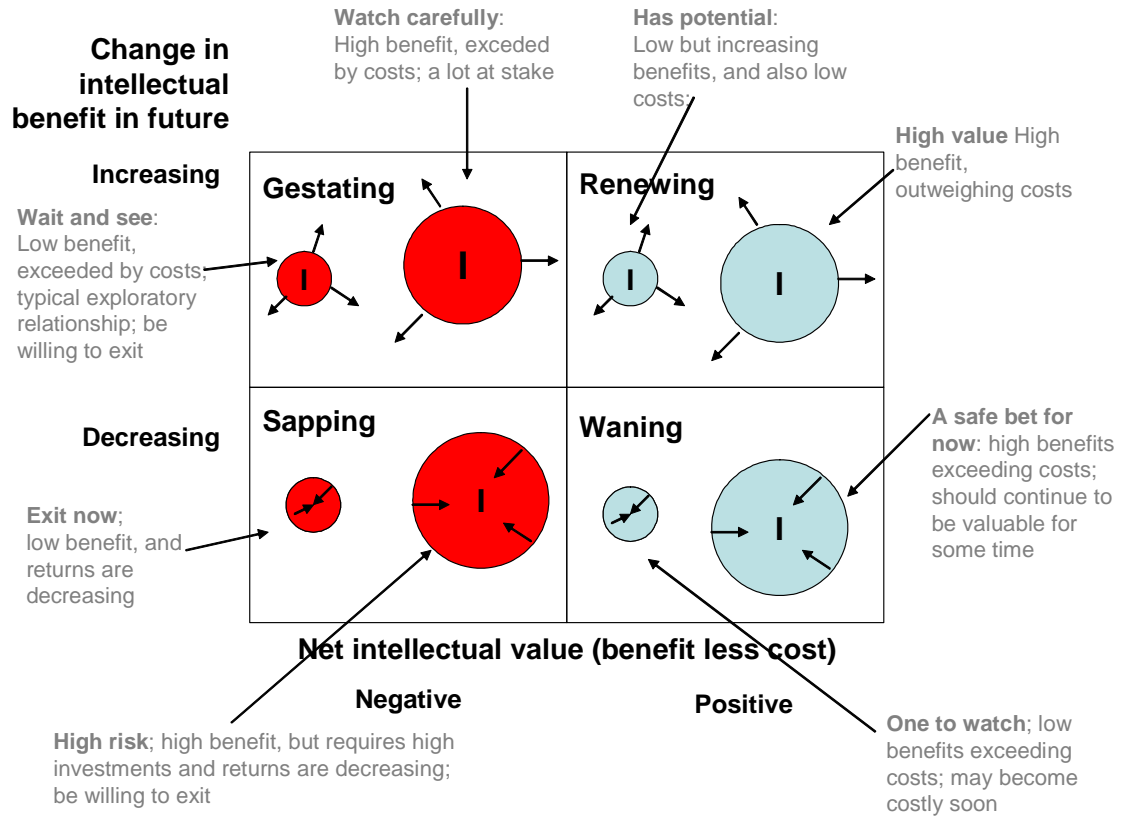 Change in
intellectual
benefit in future
Watch carefully:
High benefit, exceded
by costs; a lot at stake
Has potential:
Low but increasing
benefits, and also low
costs;
High value High
benefit,
outweighing costs
Increasing
Wait and see:
Low benefit,
exceeded by costs;
typical exploratory
relationship; be
willing to exit
Gestating
I
I
Renewing
I
I
Decreasing
Exit now;
low benefit, and
returns are
decreasing
Sapping
I
Waning
I
A safe bet for
now: high benefits
exceeding costs;
should continue to
be valuable for
some time
Net intellectual value (benefit less cost)
Negative
Positive
High risk; high benefit, but requires high
investments and returns are decreasing;
be willing to exit
One to watch; low
benefits exceeding
costs; may become
costly soon